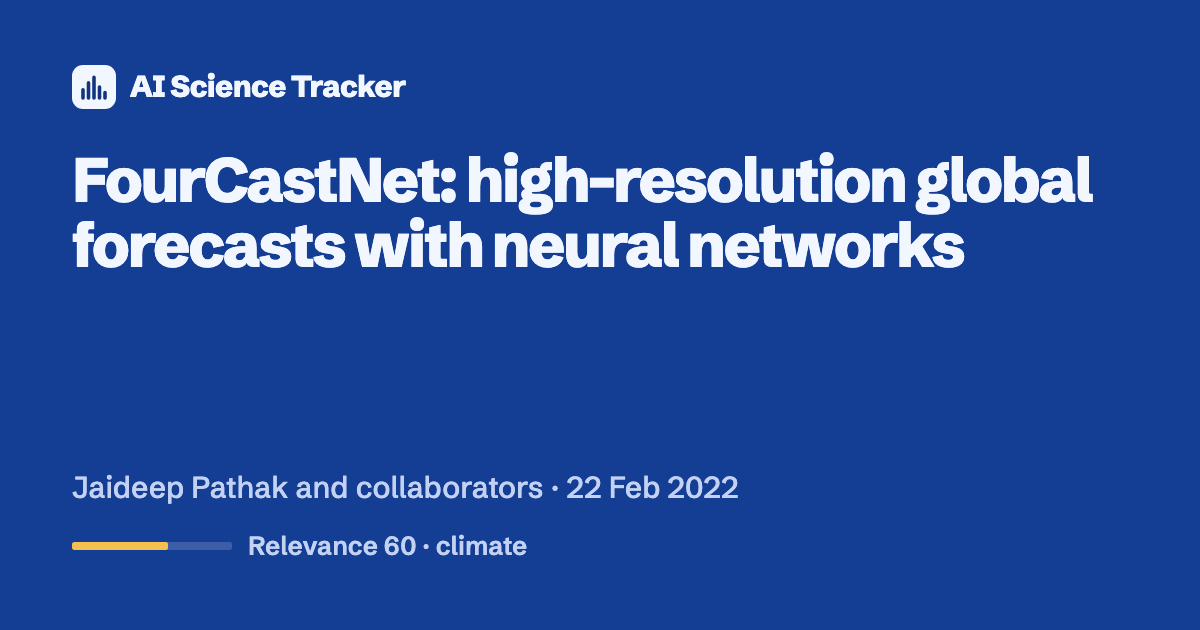 AI Science Tracker
FourCastNet: high-resolution global
forecasts with neural networks
Jaideep Pathak and collaborators · 22 Feb 2022
Relevance 60 · climate